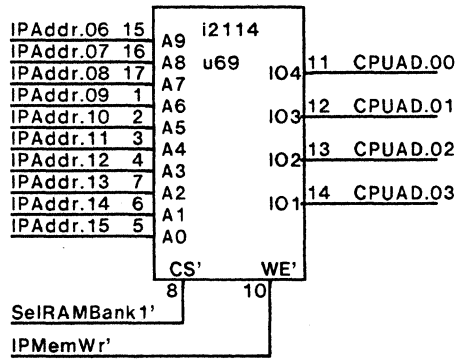 IPAddr.06 15 A9 i2114
IPAddr.07 16 A8 u69
IPAddr.08 17 A7 IO4 11 CPUAD.00
IPAddr.09 1 A6
IPAddr.10 2 A5 IO3 12 CPUAD.01
IPAddr.11 3 A4
IPAddr.12 4 A3 IO2 13 CPUAD.02
IPAddr.13 7 A2
IPAddr.14 6 A1 IO1 14 CPUAD.03
IPAddr.15 5 A0
CS' WE'
8 10
SelRAMBank1'
IPMemWr'